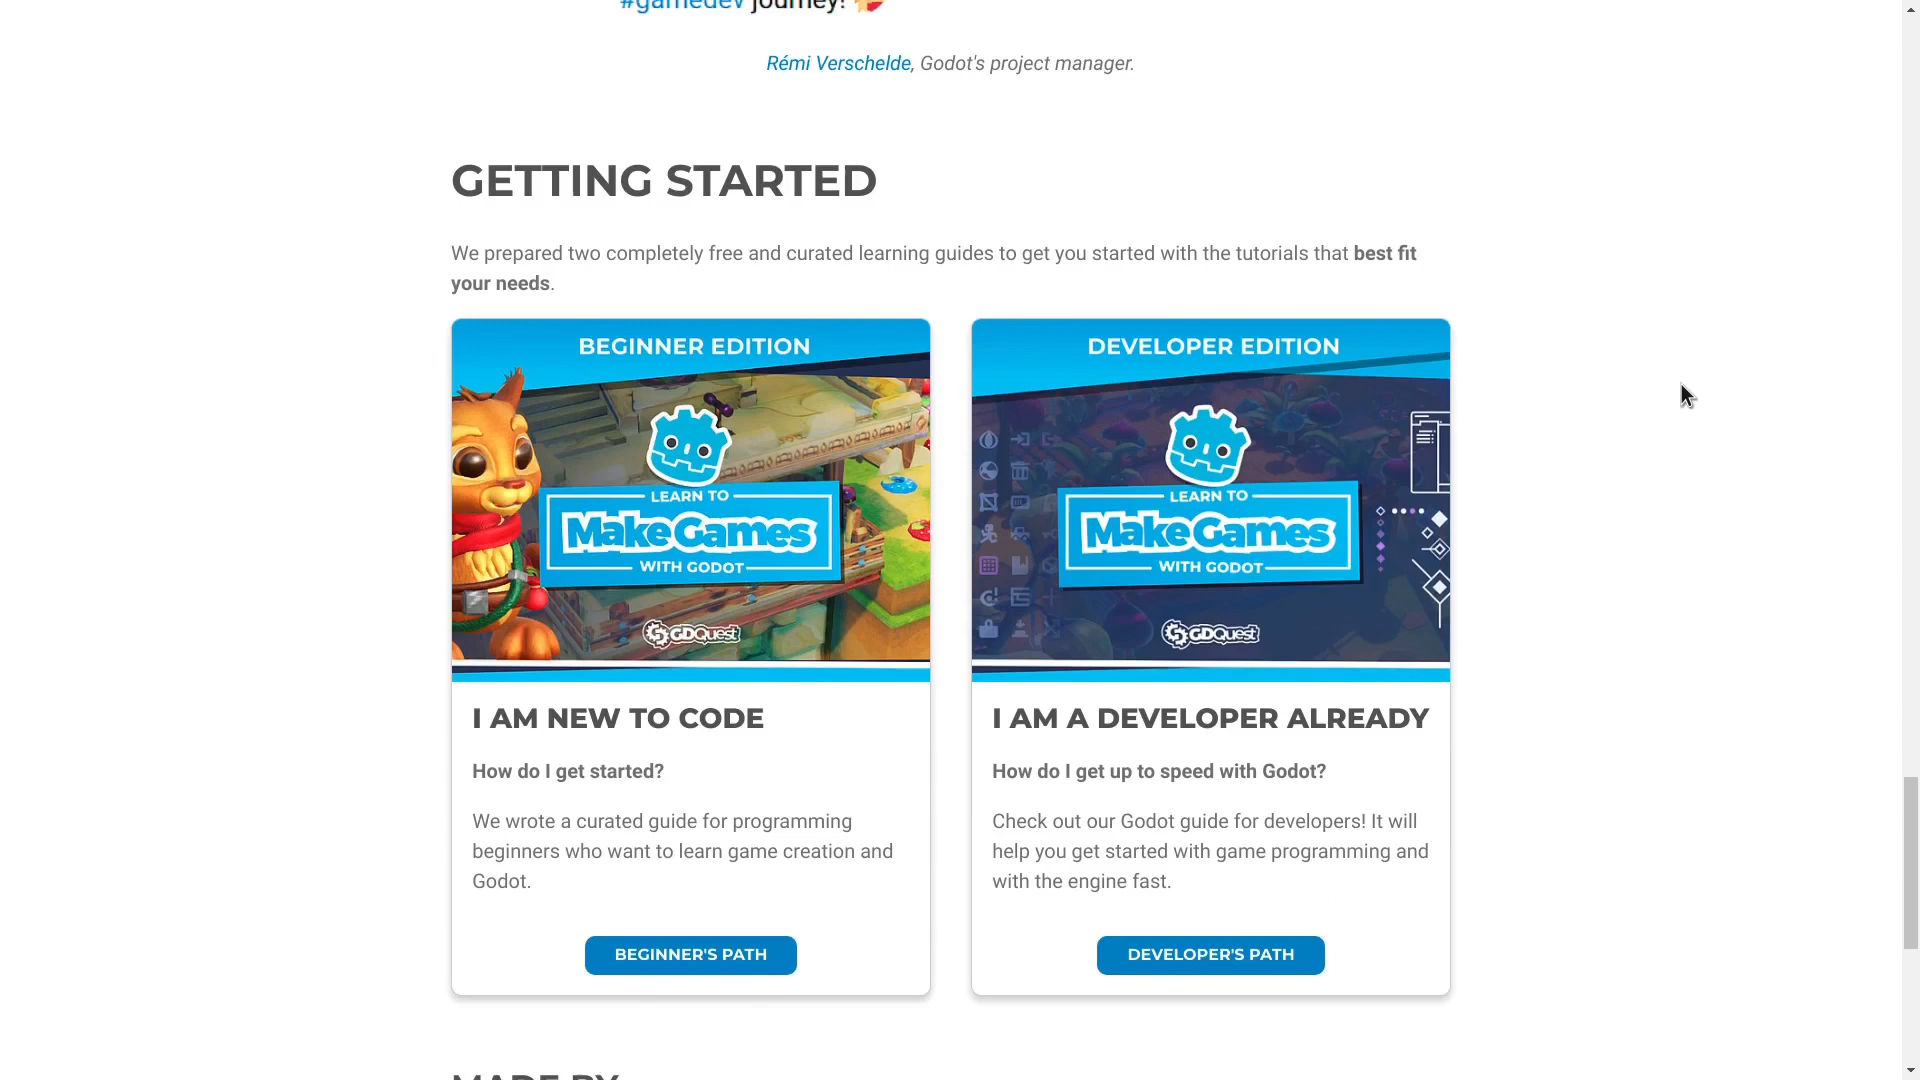 #gamedev journey!
Rémi Verschelde, Godot's project manager.
GETTING STARTED
We prepared two completely free and curated learning guides to get you started with the tutorials that best fit
your needs.
BEGINNER EDITION
LEARN TO
MakeGames
WITH GODOT
GDQuest
I AM NEW TO CODE
How do I get started?
We wrote a curated guide for programming
beginners who want to learn game creation and
Godot.
BEGINNER'S PATH
DEVELOPER EDITION
LEARN TO
MakeGames
WITH GODOT
GDQuest
I AM A DEVELOPER ALREADY
How do I get up to speed with Godot?
Check out our Godot guide for developers! It will
help you get started with game programming and
with the engine fast.
DEVELOPER'S PATH
MADE BY